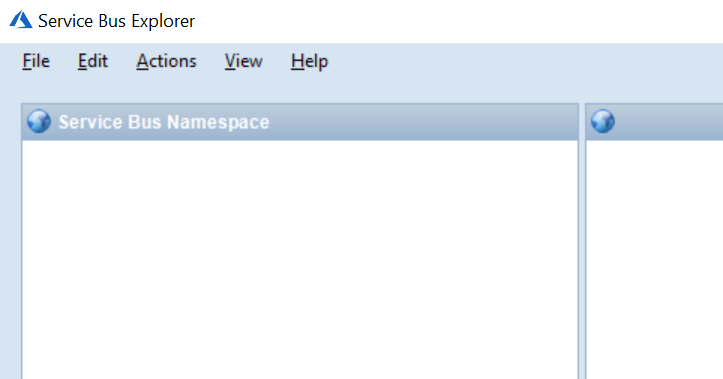 Service Bus Explorer
File Edit Actions View Help
Service Bus Namespace